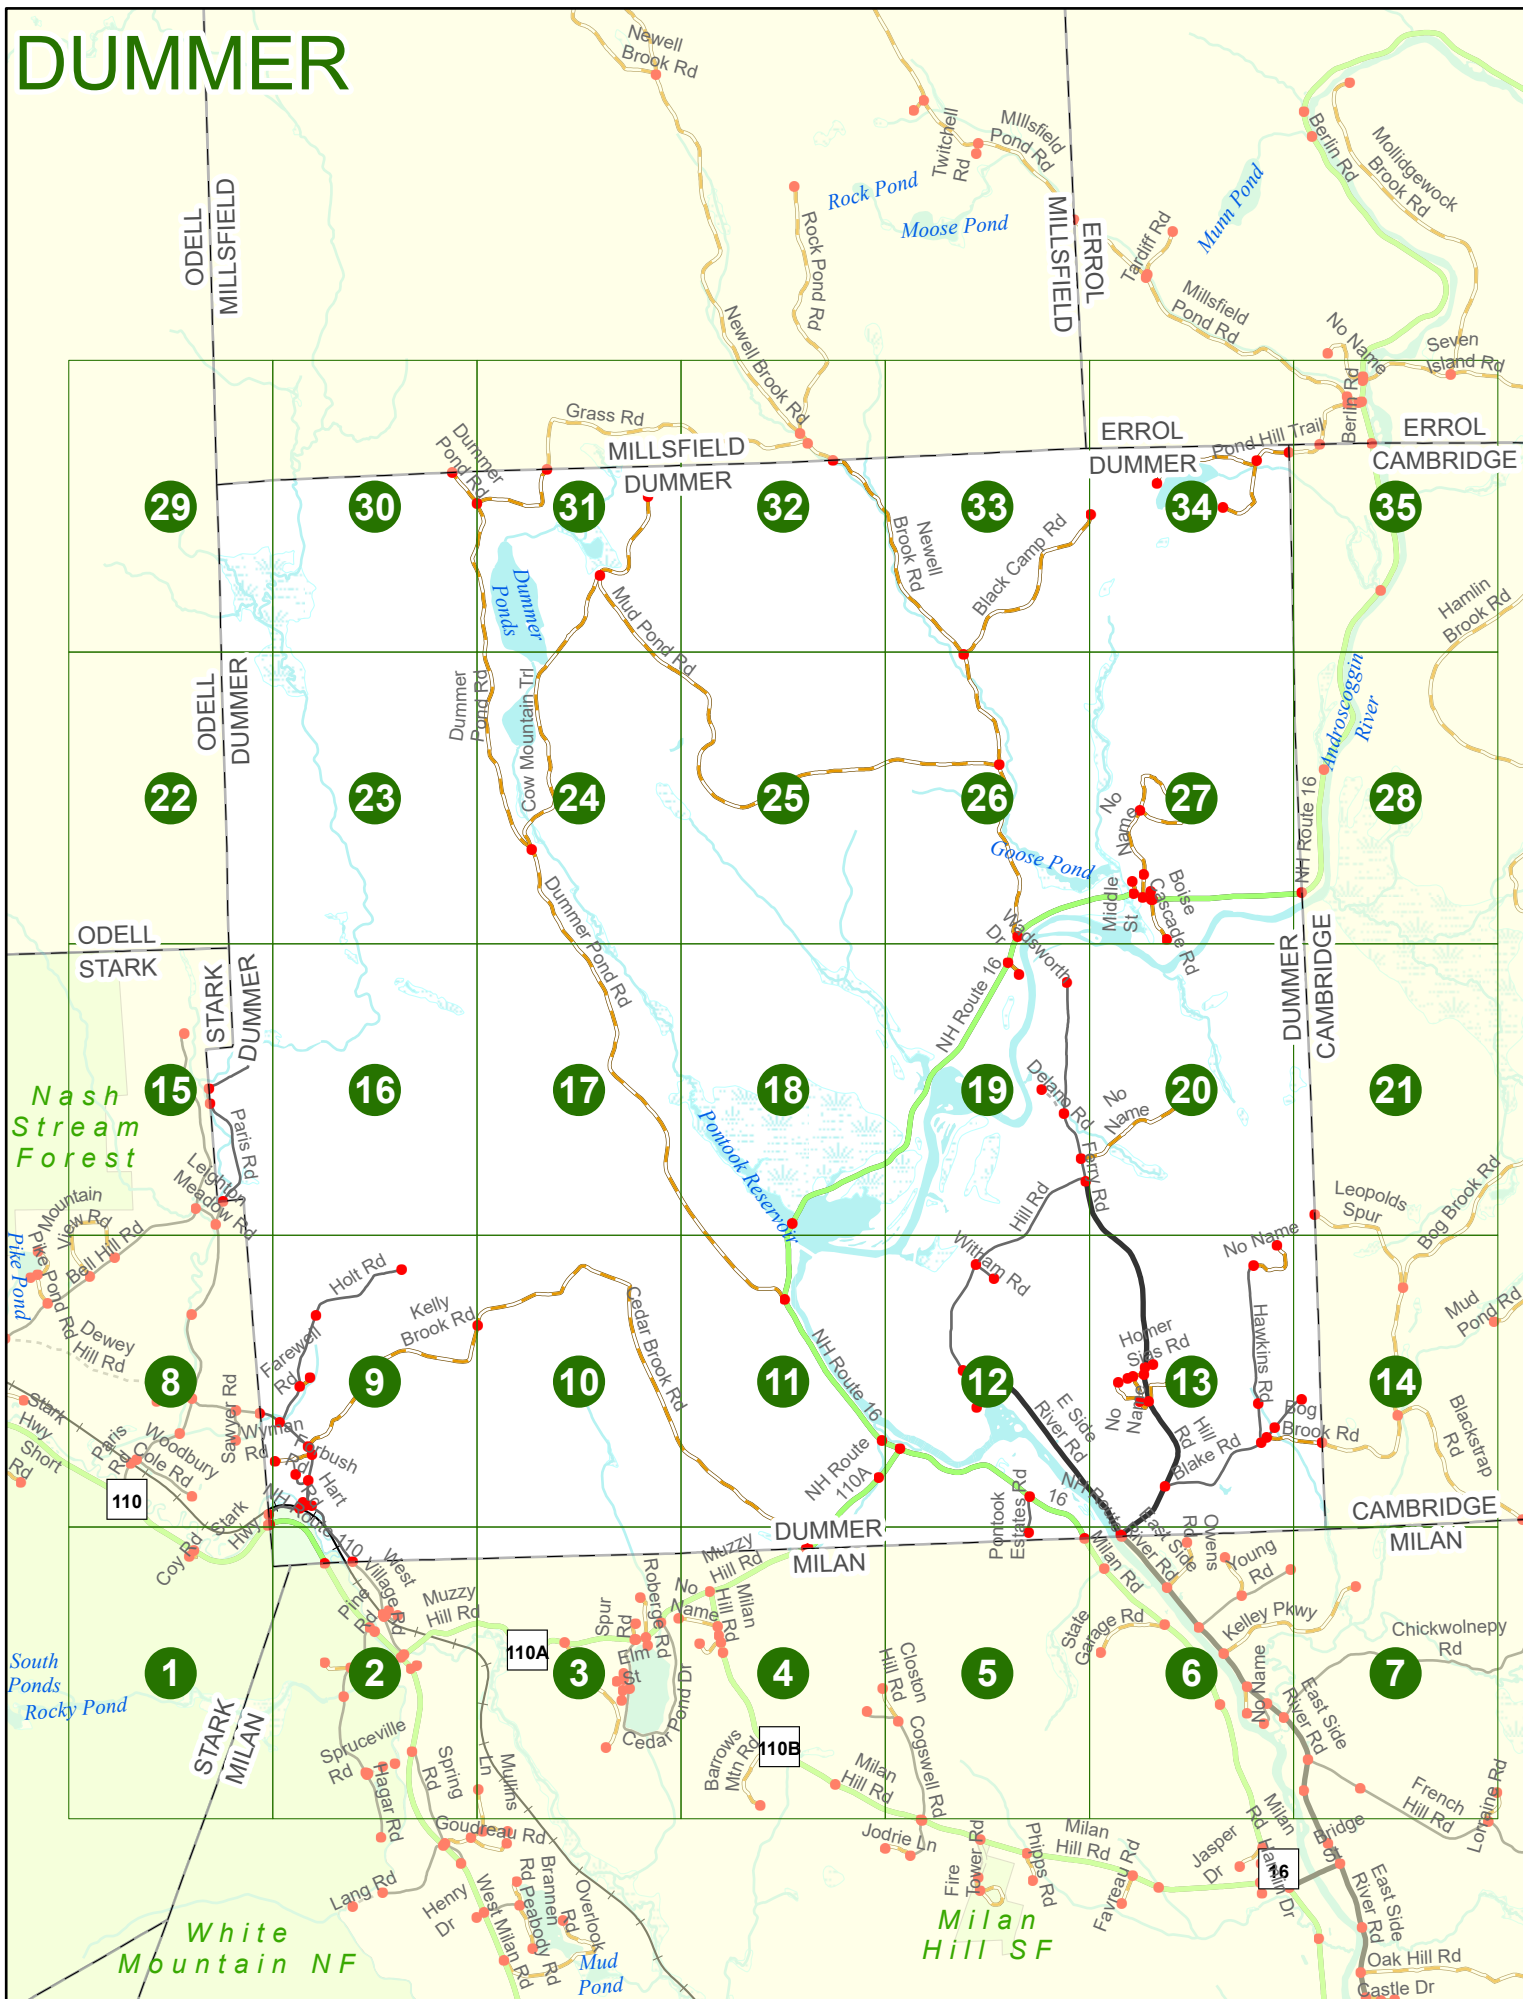 DUMMER
Newell
Brook Rd
Twitchell
Rd
MIllsfield
Pond Rd
Berlin Rd
Mollidgewock
Brook Rd
Rock Pond
Moose Pond
Munn Pond
ODELL
MILLSFIELD
MILLSFIELD
ERROL
Tardiff Rd
Rock Pond Rd
Millsfield
Pond Rd
Newell Brook Rd
No Name
Seven
Island Rd
Berlin Rd
Grass Rd
Dummer
Pond Rd
MILLSFIELD
DUMMER
ERROL
DUMMER
Pond Hill Trail
ERROL
CAMBRIDGE
29
30
31
32
33
34
35
Newell
Brook Rd
Black Camp Rd
Dummer
Ponds
Mud Pond Rd
Hamlin
Brook Rd
ODELL
DUMMER
Dummer
Pond Rd
Cow Mountain Trl
Androscoggin
River
22
23
24
25
26
27
28
No
Name
NH Route 16
Goose Pond
Middle
St
Boise
Cascade Rd
Dummer Pond Rd
Wadsworth
Dr
ODELL
STARK
STARK
DUMMER
NH Route 16
DUMMER
CAMBRIDGE
Nash
Stream
Forest
15
16
17
18
19
20
21
Paris Rd
Delano Rd
No
Name
Pontook Reservoir
Ferry Rd
Leighton
Meadow Rd
Mountain
View Rd
Bell Hill Rd
Pike Pond Rd
Pike Pond
Hill Rd
Leopolds
Spur
Bog Brook Rd
No Name
Witham Rd
Holt Rd
Kelly
Brook Rd
Cedar Brook Rd
Mud
Pond Rd
Dewey
Hill Rd
Farewell
Rd
NH Route 16
Homer
Sias Rd
Hawkins Rd
8
9
10
11
12
13
14
No
Name
E Side
River Rd
Hill
Rd
Bog
Brook Rd
Blackstrap
Rd
Stark
Hwy
Short
Rd
Paris
Rd
Cole Rd
Woodbury
Sawyer Rd
Wyman
Rd
Forbush
Rd
Hart
Rd
NH Route
110A
Blake Rd
110
NH Route 110
Stark
Hwy
Coy Rd
Pontook
Estates Rd
NH Route
16
DUMMER
MILAN
CAMBRIDGE
MILAN
East Side
River Rd
Owens
Rd
Young
Rd
Milan Rd
West
Village Rd
Pine
Rd
Muzzy
Hill Rd
Muzzy
Hill Rd
Roberge Rd
Spur
Rd
No
Name
Milan
Hill Rd
State
Garage Rd
Kelley Pkwy
Chickwolnepy
Rd
110A
1
2
3
4
5
6
7
South
Ponds
Rocky Pond
Elm
St
Cedar
Pond Dr
Closton
Hill Rd
No Name
East Side
River Rd
STARK
MILAN
Spruceville
Rd
Spring
Rd
Mullins
Ln
Hagar Rd
Barrows
Mtn Rd
110B
Milan
Hill Rd
Cogswell Rd
French
Hill Rd
Lorraine Rd
Goudreau Rd
Jodrie Ln
Fire
Tower Rd
Phipps Rd
Milan
Hill Rd
Favreau Rd
Jasper
Dr
Milan
Rd
Hamlin Dr
Bridge
St
16
Lang Rd
Henry
Dr
West Milan Rd
Peabody Rd
Brannen
Rd
Overlook
Rd
East Side
River Rd
White
Mountain NF
Mud
Pond
Milan
Hill SF
Oak Hill Rd
Castle Dr